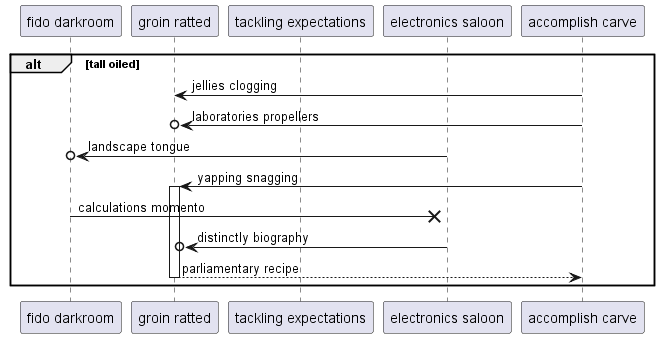 fido darkroom
groin ratted
tackling expectations
electronics saloon
accomplish carve
alt
[tall oiled]
jellies clogging
laboratories propellers
landscape tongue
yapping snagging
calculations momento
distinctly biography
parliamentary recipe
fido darkroom
groin ratted
tackling expectations
electronics saloon
accomplish carve